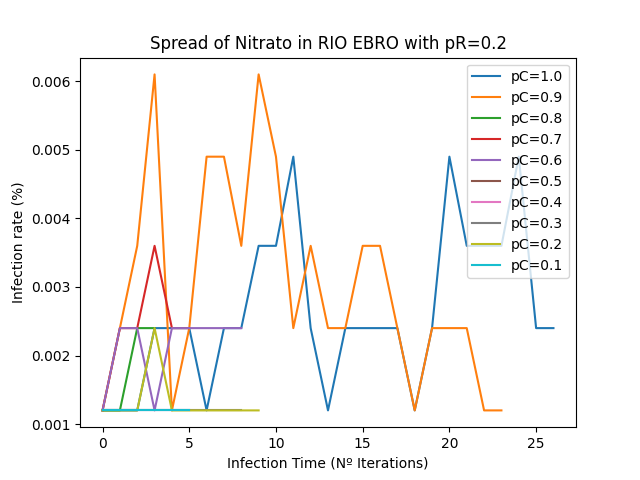 Spread of Nitrato in RIO EBRO with pR=0.2
Infection rate (%)
0.006
0.005
0.004
0.003
0.002
0.001
0
5
10
15
20
25
Infection Time (Nº Iterations)
pC=1.0
pC=0.9
pC=0.8
pC=0.7
pC=0.6
pC=0.5
pC=0.4
pC=0.3
pC=0.2
pC=0.1